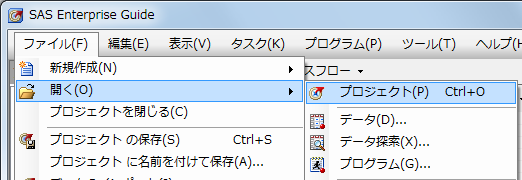 SAS Enterprise Guide
ファイル(F) 編集(E) 表示(V) タスク(K) プログラム(P) ツール(T) ヘルプ(H
新規作成(N) スフロー
開く(O) プロジェクト(P) Ctrl+O
プロジェクトを閉じる(C) データ(D)...
プロジェクト の保存(S) Ctrl+S データ探索(X)...
プロジェクト に名前を付けて保存(A)... プログラム(G)...